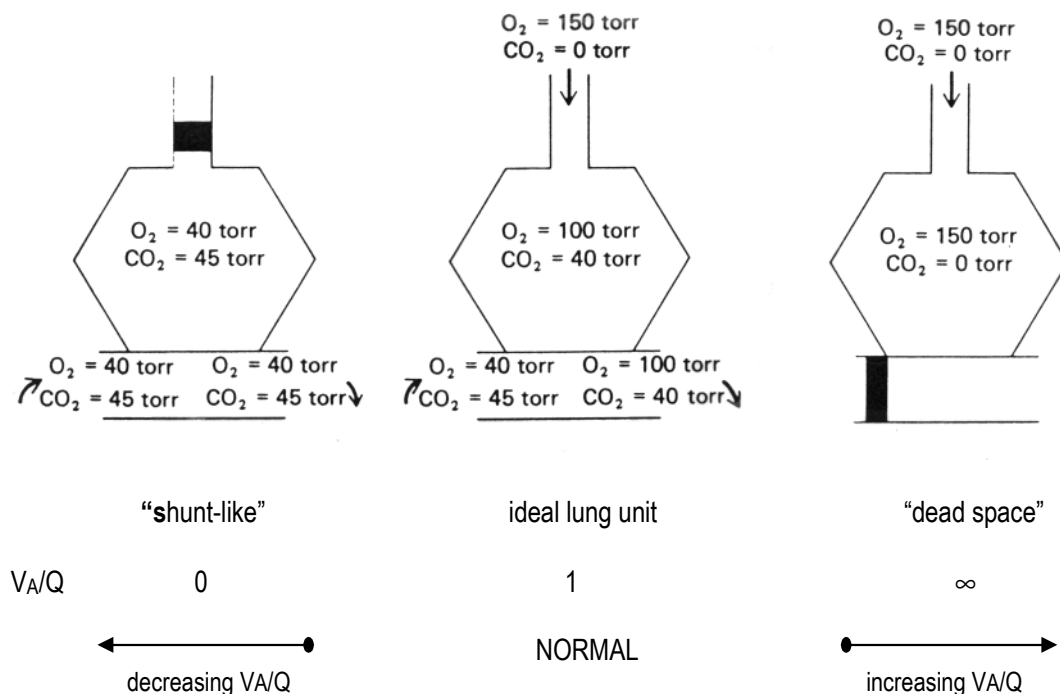 O₂ = 150 torr
CO₂ = 0 torr
O₂ = 150 torr
CO₂ = 0 torr
O₂ = 40 torr
CO₂ = 45 torr
O₂ = 100 torr
CO₂ = 40 torr
O₂ = 150 torr
CO₂ = 0 torr
O₂ = 40 torr O₂ = 40 torr
CO₂ = 45 torr CO₂ = 45 torr
O₂ = 40 torr O₂ = 100 torr
CO₂ = 45 torr CO₂ = 40 torr
“shunt-like” ideal lung unit “dead space”
VA/Q 0 1 ∞
NORMAL
decreasing VA/Q increasing VA/Q